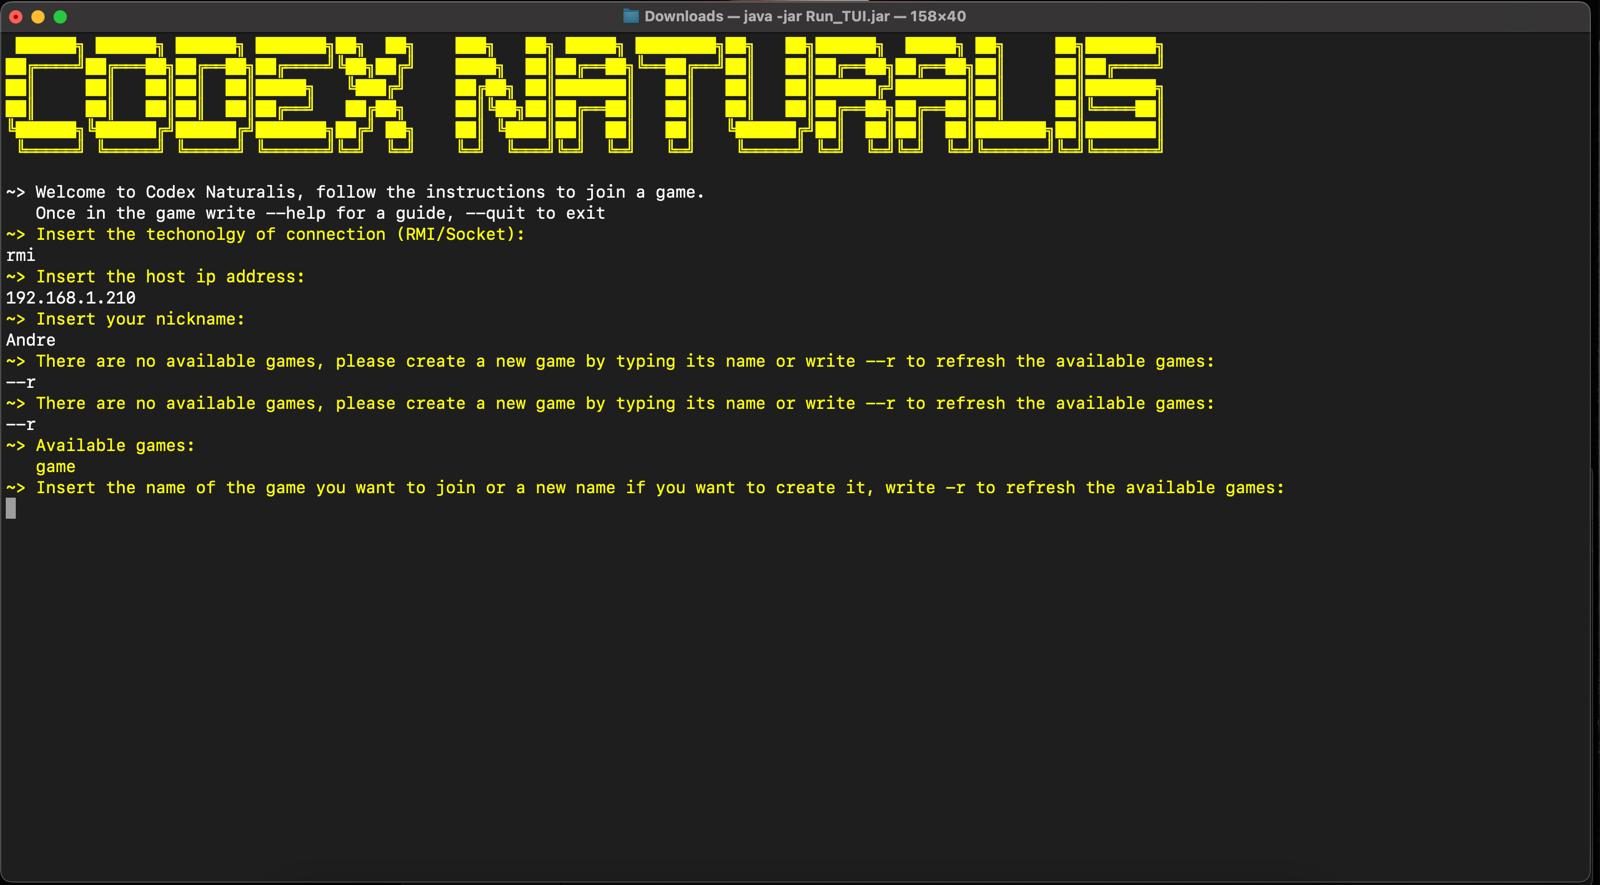 Downloads — java -jar Run_TUI.jar — 158×40
CODEX NATURALIS
~> Welcome to Codex Naturalis, follow the instructions to join a game.
Once in the game write --help for a guide, --quit to exit
~> Insert the techonolgy of connection (RMI/Socket):
rmi
~> Insert the host ip address:
192.168.1.210
~> Insert your nickname:
Andre
~> There are no available games, please create a new game by typing its name or write --r to refresh the available games:
--r
~> There are no available games, please create a new game by typing its name or write --r to refresh the available games:
--r
~> Available games:
game
~> Insert the name of the game you want to join or a new name if you want to create it, write -r to refresh the available games: